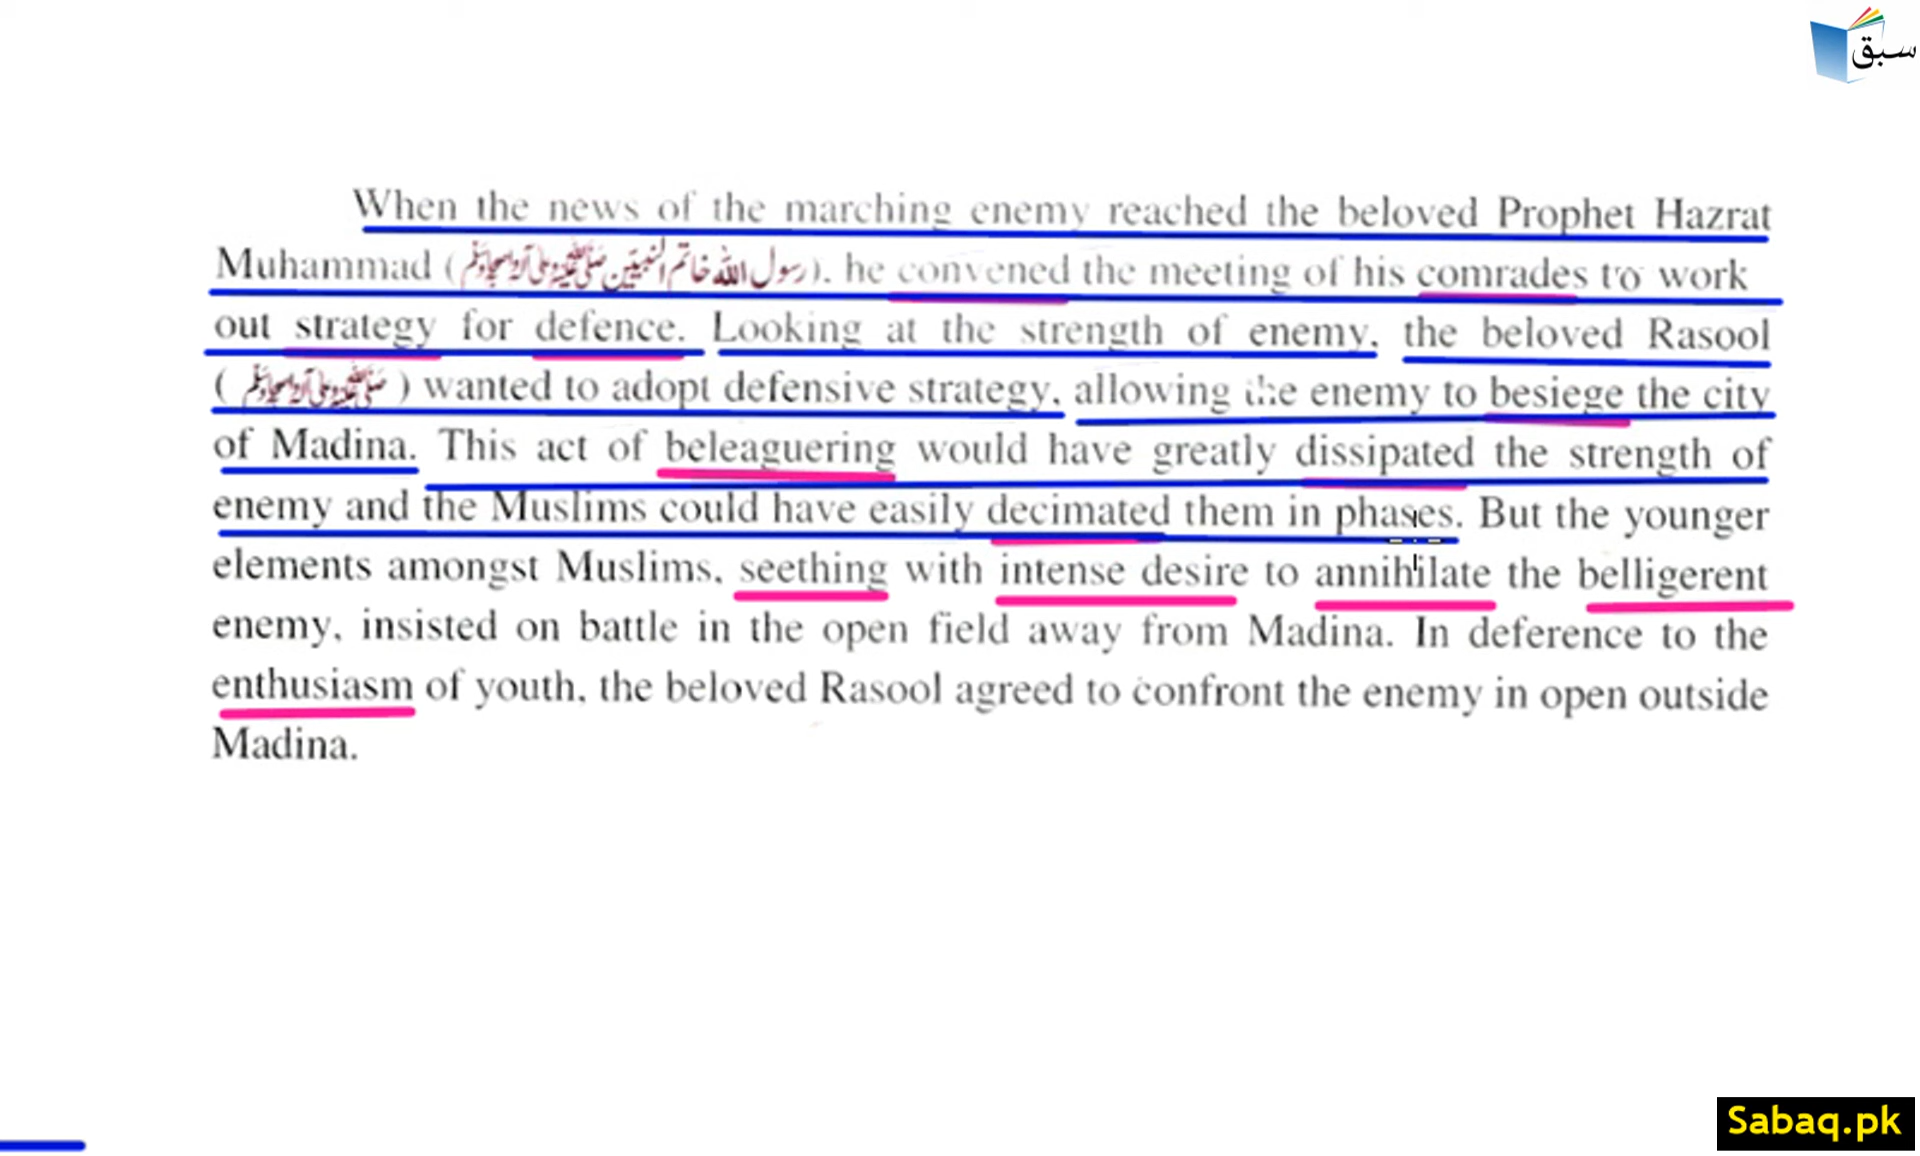 سبق
When the news of the marching enemy reached the beloved Prophet Hazrat
Muhammad (رسول اللہ خاتم النبیین صلی اللہ علیہ وعلی آلہ واصحابہ وسلم). he convened the meeting of his comrades to work
out strategy for defence. Looking at the strength of enemy, the beloved Rasool
(صلی اللہ علیہ وعلی آلہ واصحابہ وسلم) wanted to adopt defensive strategy, allowing the enemy to besiege the city
of Madina. This act of beleaguering would have greatly dissipated the strength of
enemy and the Muslims could have easily decimated them in phases. But the younger
elements amongst Muslims, seething with intense desire to annihilate the belligerent
enemy, insisted on battle in the open field away from Madina. In deference to the
enthusiasm of youth, the beloved Rasool agreed to confront the enemy in open outside
Madina.
Sabaq.pk